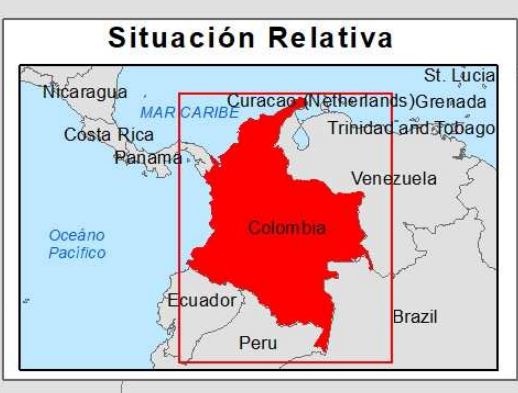 Situación Relativa
St. Lucia
Nicaragua
Curacao (Netherlands)
Grenada
MAR CARIBE
Trinidad and Tobago
Costa Rica
Panama
Venezuela
Colombia
Oceáno
Pacífico
Ecuador
Brazil
Peru